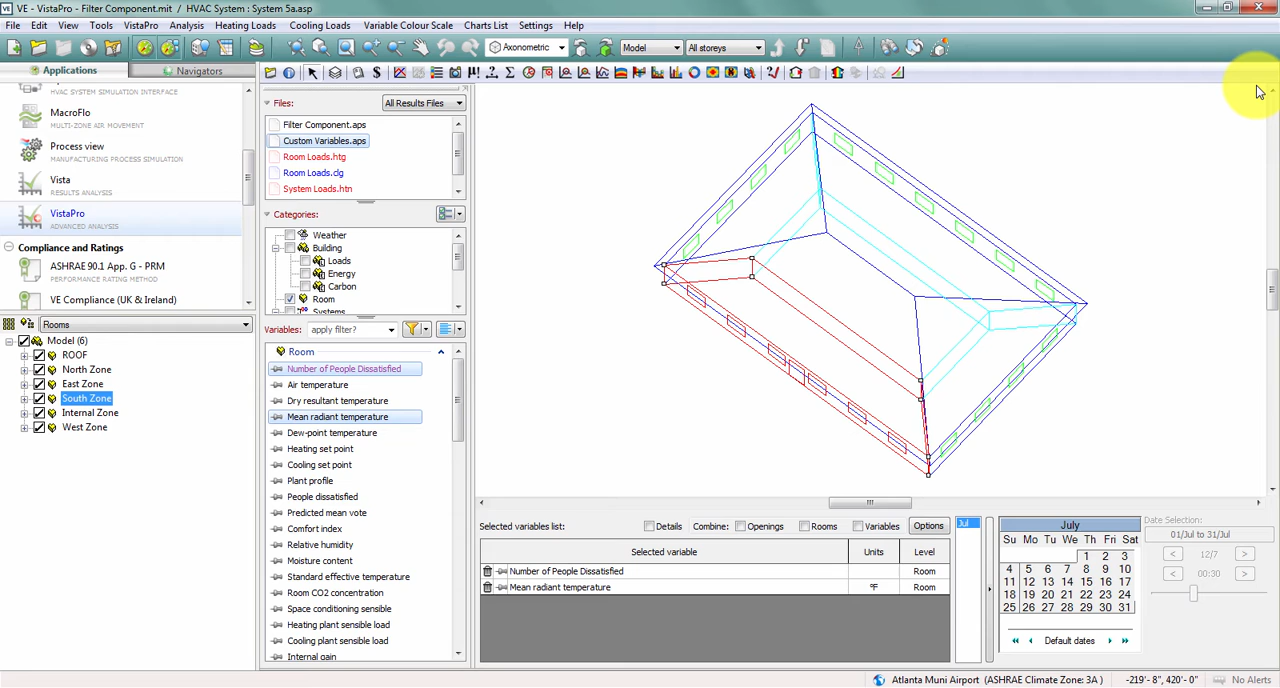 VE - VistaPro - Filter Component.mit | HVAC System : System 5a.asp
File Edit View Tools VistaPro Analysis Heating Loads Cooling Loads Variable Colour Scale Charts List Settings Help
Axonometric Model All storeys
Applications Navigators
HVAC SYSTEM SIMULATION INTERFACE
MacroFlo
MULTI-ZONE AIR MOVEMENT
Process view
MANUFACTURING PROCESS SIMULATION
Vista
RESULTS ANALYSIS
VistaPro
ADVANCED ANALYSIS
Compliance and Ratings
ASHRAE 90.1 App. G - PRM
PERFORMANCE RATING METHOD
VE Compliance (UK & Ireland)
Rooms
Model (6)
ROOF
North Zone
East Zone
South Zone
Internal Zone
West Zone
Files: All Results Files
Filter Component.aps
Custom Variables.aps
Room Loads.htg
Room Loads.clg
System Loads.htn
Categories:
Weather
Building
Loads
Energy
Carbon
Room
Systems
Variables: apply filter?
Room
Number of People Dissatisfied
Air temperature
Dry resultant temperature
Mean radiant temperature
Dew-point temperature
Heating set point
Cooling set point
Plant profile
People dissatisfied
Predicted mean vote
Comfort index
Relative humidity
Moisture content
Standard effective temperature
Room CO2 concentration
Space conditioning sensible
Heating plant sensible load
Cooling plant sensible load
Internal gain
Selected variables list: Details Combine: Openings Rooms Variables Options
Selected variable Units Level
Number of People Dissatisfied Room
Mean radiant temperature °F Room
Jul
July
Su Mo Tu We Th Fri Sat
1 2 3
4 5 6 7 8 9 10
11 12 13 14 15 16 17
18 19 20 21 22 23 24
25 26 27 28 29 30 31
Default dates
Date Selection:
01/Jul to 31/Jul
< 12/7 >
< 00:30 >
Atlanta Muni Airport (ASHRAE Climate Zone: 3A) -219'- 8", 420'- 0" No Alerts